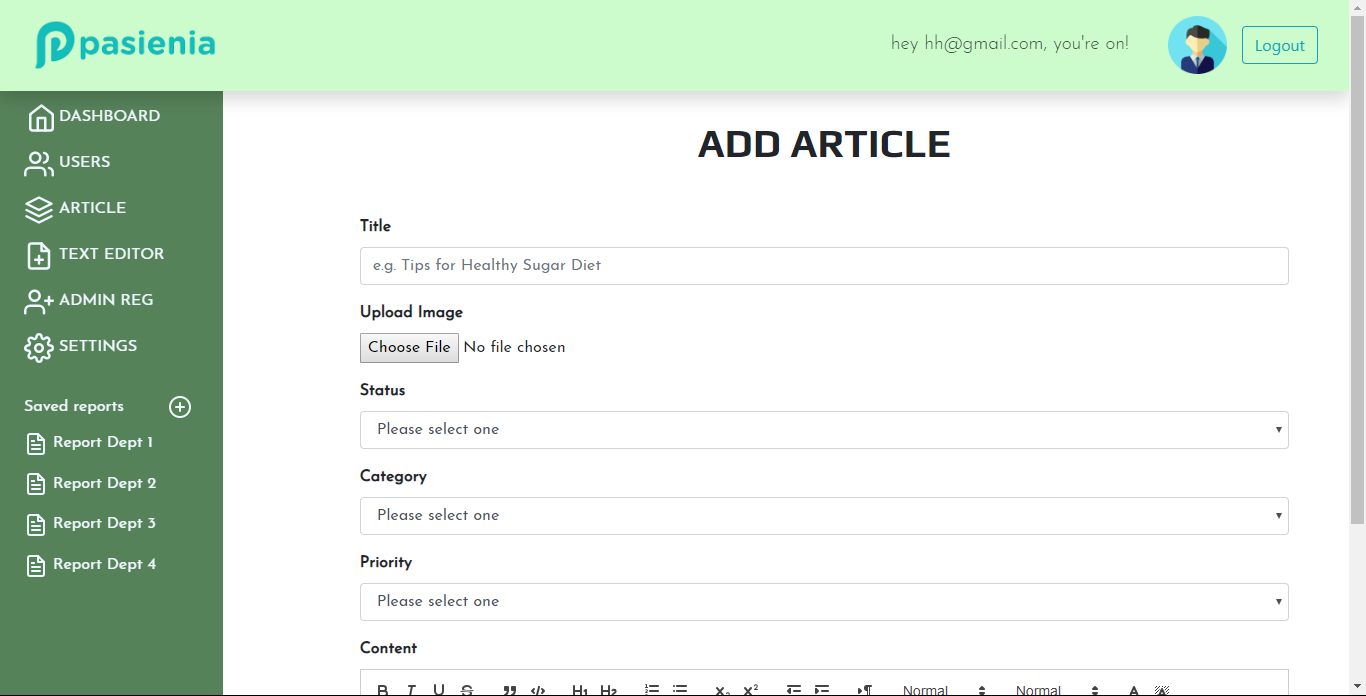 pasienia
hey hh@gmail.com, you're on!
Logout
DASHBOARD
USERS
ARTICLE
TEXT EDITOR
ADMIN REG
SETTINGS
Saved reports
Report Dept 1
Report Dept 2
Report Dept 3
Report Dept 4
ADD ARTICLE
Title
e.g. Tips for Healthy Sugar Diet
Upload Image
Choose File No file chosen
Status
Please select one
Category
Please select one
Priority
Please select one
Content
B I U S H1 H2 X2 X² Normal Normal A